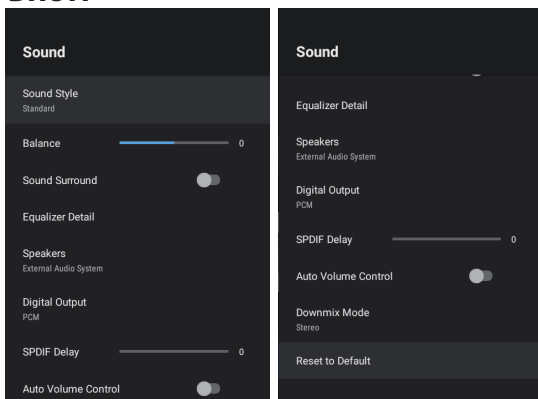 Sound
Sound Style
Standard
Balance 0
Sound Surround
Equalizer Detail
Speakers
External Audio System
Digital Output
PCM
SPDIF Delay 0
Auto Volume Control
Sound
Equalizer Detail
Speakers
External Audio System
Digital Output
PCM
SPDIF Delay 0
Auto Volume Control
Downmix Mode
Stereo
Reset to Default